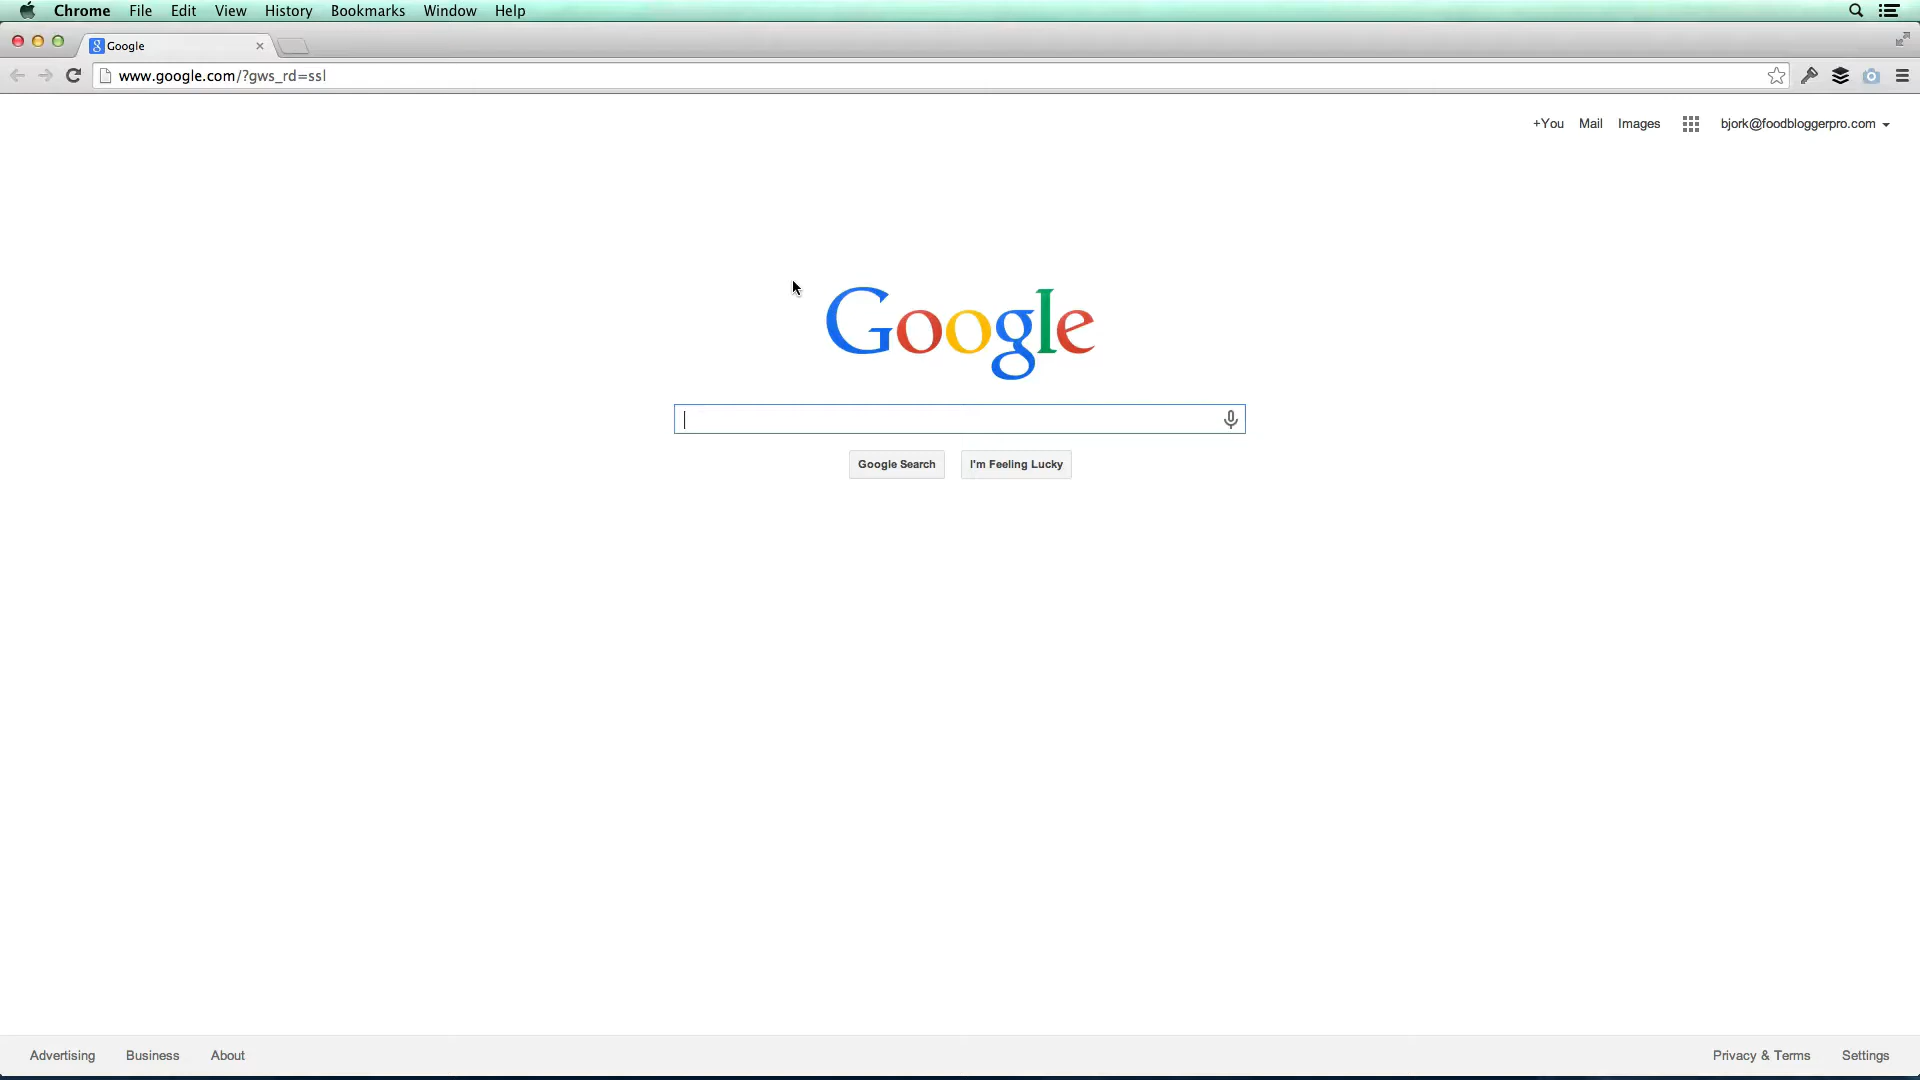 Chrome File Edit View History Bookmarks Window Help
Google
www.google.com/?gws_rd=ssl
+You Mail Images bjork@foodbloggerpro.com
Google
Google Search I'm Feeling Lucky
Advertising Business About Privacy & Terms Settings